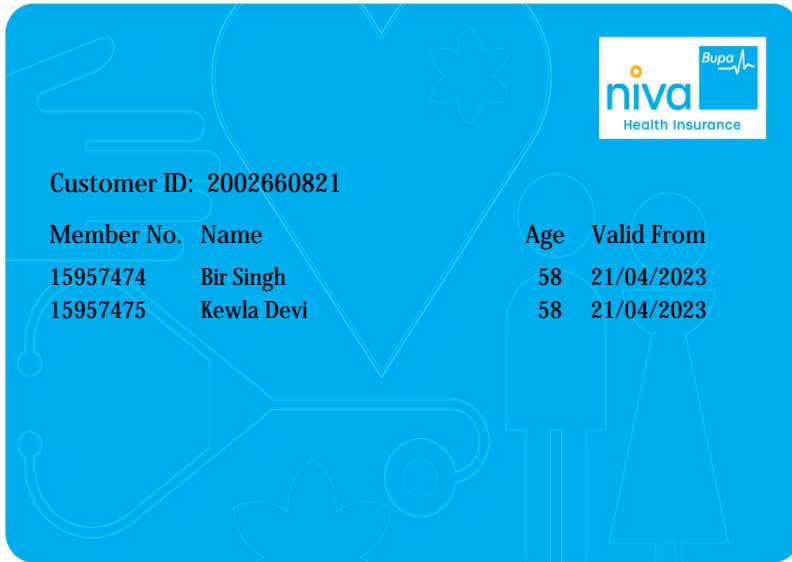 Bupa
niva
Health Insurance
Customer ID: 2002660821
Member No. Name Age Valid From
15957474 Bir Singh 58 21/04/2023
15957475 Kewla Devi 58 21/04/2023